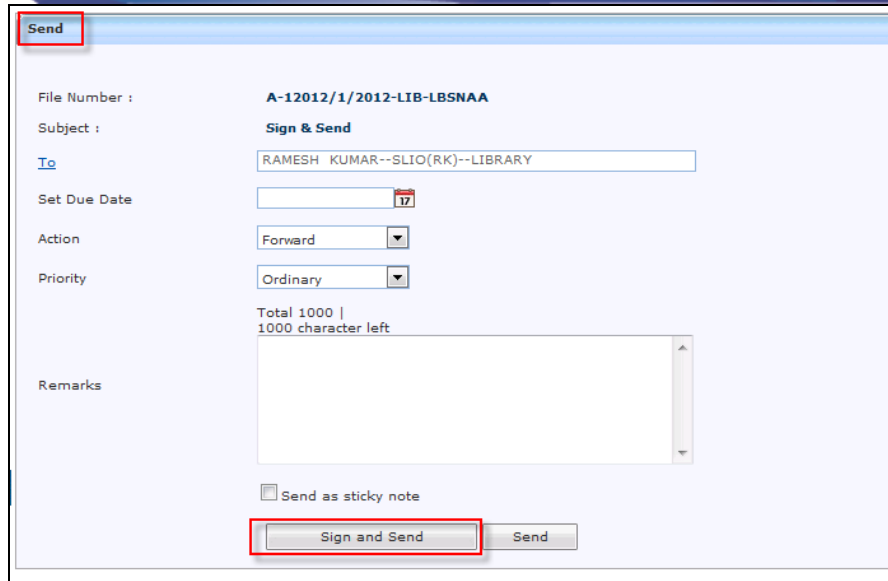 Send
File Number : A-12012/1/2012-LIB-LBSNAA
Subject : Sign & Send
To RAMESH KUMAR--SLIO(RK)--LIBRARY
Set Due Date 17
Action Forward
Priority Ordinary
Total 1000 |
1000 character left
Remarks
Send as sticky note
Sign and Send Send